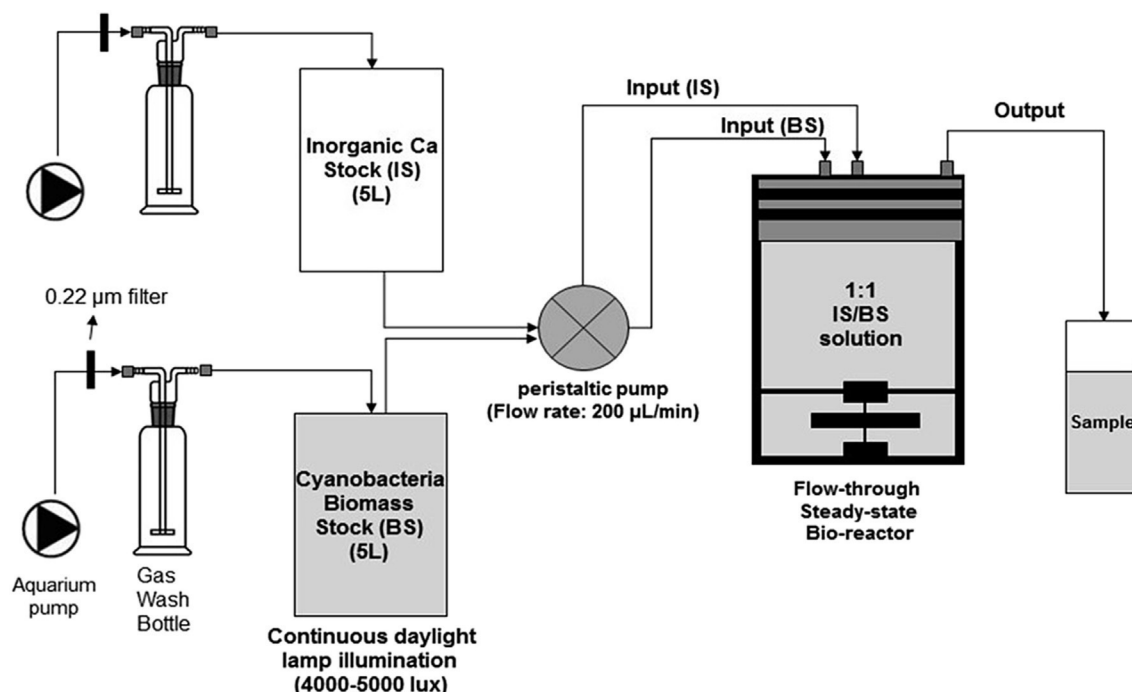 Inorganic Ca
Stock (IS)
(5L)
Input (IS)
Input (BS)
Output
0.22 µm filter
1:1
IS/BS
solution
peristaltic pump
(Flow rate: 200 µL/min)
Sample
Cyanobacteria
Biomass
Stock (BS)
(5L)
Flow-through
Steady-state
Bio-reactor
Aquarium
pump
Gas
Wash
Bottle
Continuous daylight
lamp illumination
(4000-5000 lux)